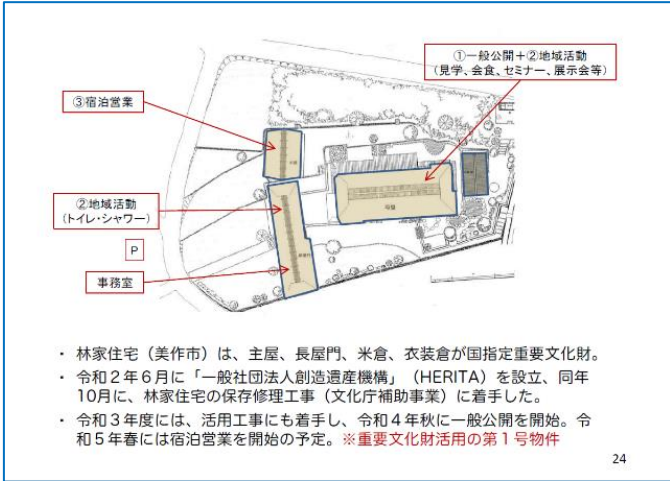 ①一般公開+②地域活動
(見学、会食、セミナー、展示会等)
③宿泊営業
②地域活動
(トイレ・シャワー)
P
事務室
・ 林家住宅(美作市)は、主屋、長屋門、米倉、衣装倉が国指定重要文化財。
・ 令和2年6月に「一般社団法人創造遺産機構」(HERITA)を設立、同年
10月に、林家住宅の保存修理工事(文化庁補助事業)に着手した。
・ 令和3年度には、活用工事にも着手し、令和4年秋に一般公開を開始。令
和5年春には宿泊営業を開始の予定。※重要文化財活用の第1号物件
24